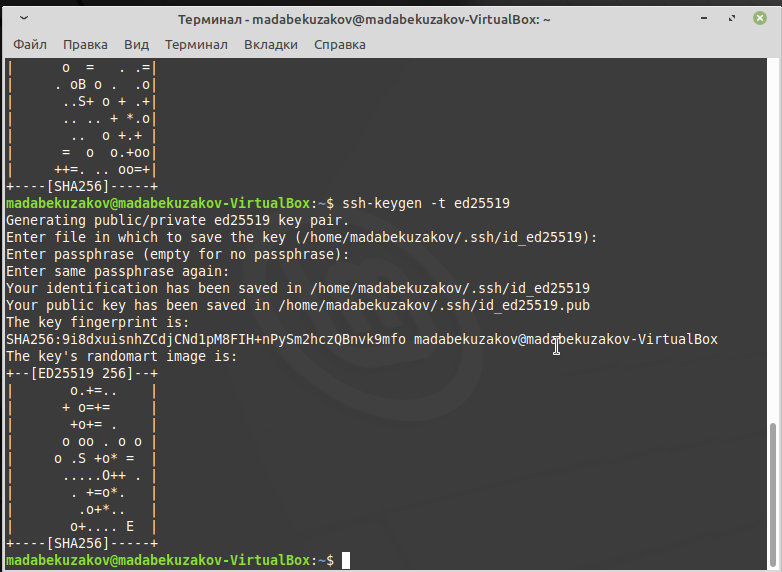 Терминал - madabekuzakov@madabekuzakov-VirtualBox: ~
Файл Правка Вид Терминал Вкладки Справка
|      o  =   . .=|
|     . oB o .  .o|
|      ..S+ o + .+|
|      .. .. + *.o|
|       ..  o +.+ |
|      =  o  o.+oo|
|     ++=. .. oo=+|
+----[SHA256]-----+
madabekuzakov@madabekuzakov-VirtualBox:~$ ssh-keygen -t ed25519
Generating public/private ed25519 key pair.
Enter file in which to save the key (/home/madabekuzakov/.ssh/id_ed25519):
Enter passphrase (empty for no passphrase):
Enter same passphrase again:
Your identification has been saved in /home/madabekuzakov/.ssh/id_ed25519
Your public key has been saved in /home/madabekuzakov/.ssh/id_ed25519.pub
The key fingerprint is:
SHA256:9i8dxuisnhZCdjCNd1pM8FIH+nPySm2hczQBnvk9mfo madabekuzakov@madabekuzakov-VirtualBox
The key's randomart image is:
+--[ED25519 256]--+
|       o.+=..    |
|      + o=+=     |
|       +o+= .    |
|      o oo . o o |
|     o .S +o* =  |
|      .....O++ . |
|       . +=o*.   |
|        .o+*..   |
|       o+.... E  |
+----[SHA256]-----+
madabekuzakov@madabekuzakov-VirtualBox:~$